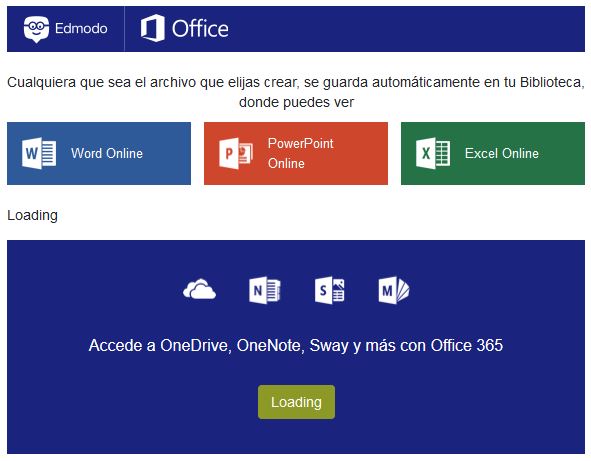 Edmodo Office
Cualquiera que sea el archivo que elijas crear, se guarda automáticamente en tu Biblioteca,
donde puedes ver
Word Online
PowerPoint
Online
Excel Online
Loading
Accede a OneDrive, OneNote, Sway y más con Office 365
Loading